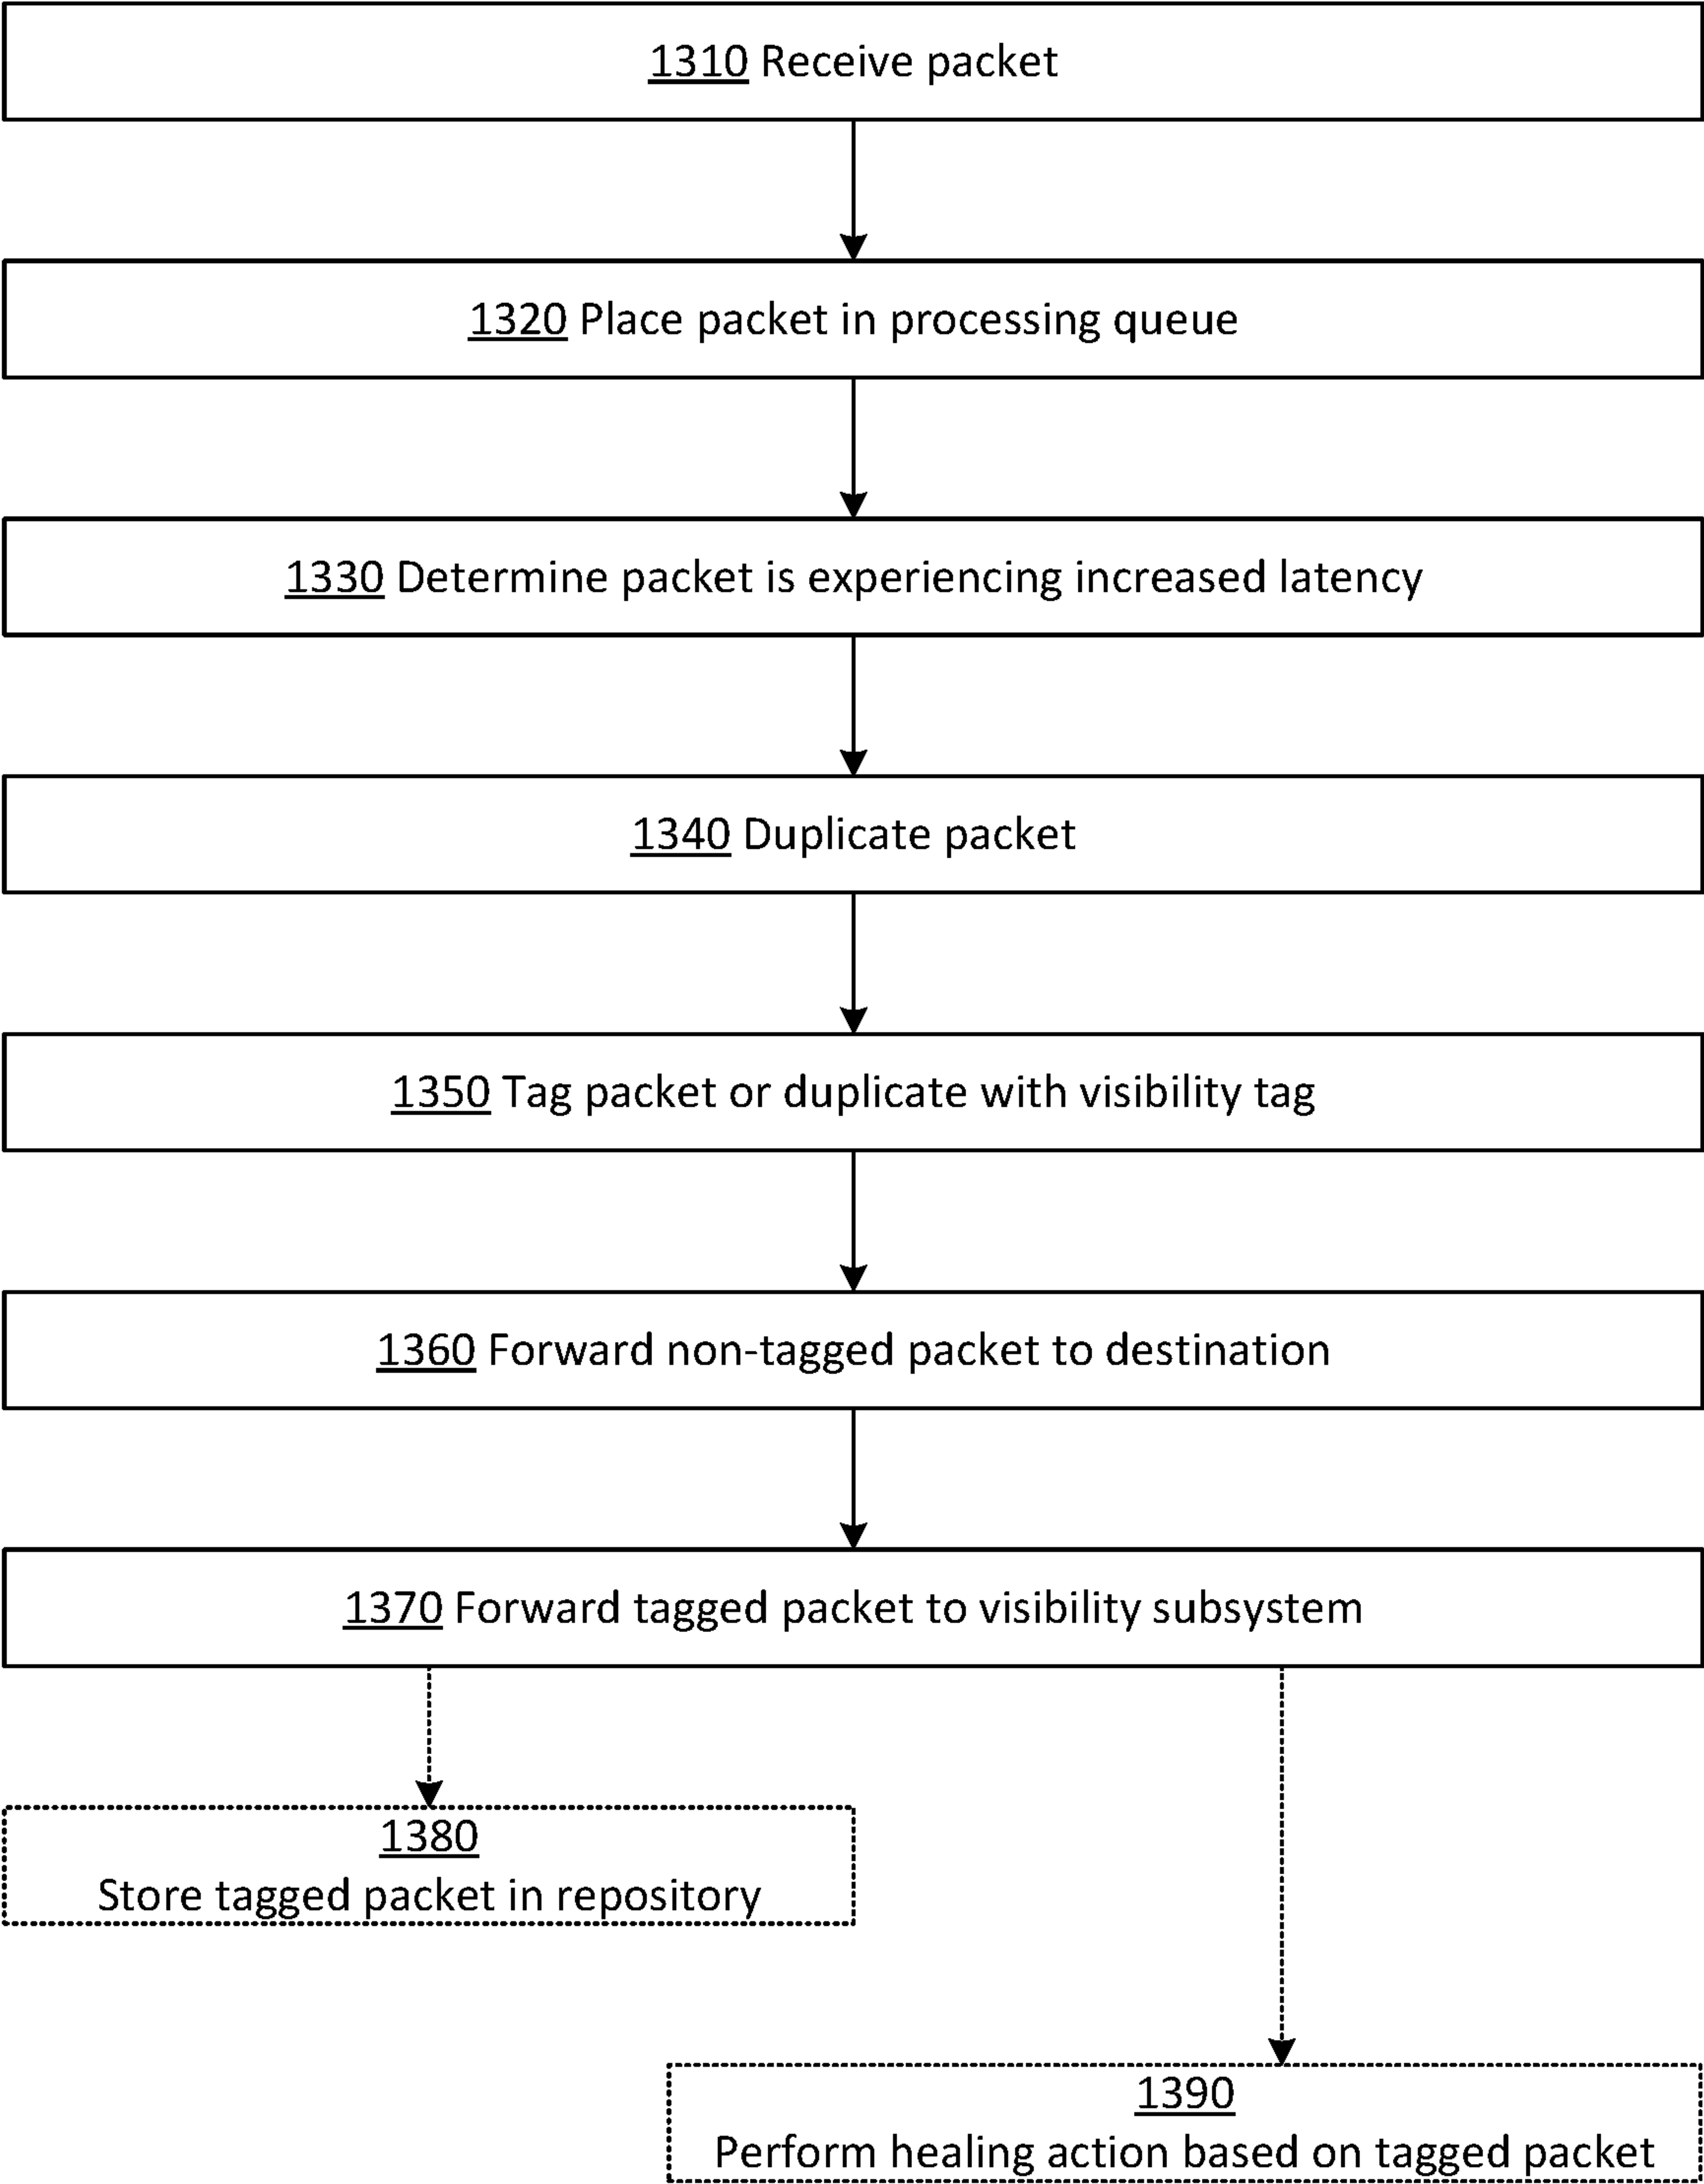 1310 Receive packet
1320 Place packet in processing queue
1330 Determine packet is experiencing increased latency
1340 Duplicate packet
1350 Tag packet or duplicate with visibility tag
1360 Forward non-tagged packet to destination
1370 Forward tagged packet to visibility subsystem
1380
Store tagged packet in repository
1390
Perform healing action based on tagged packet